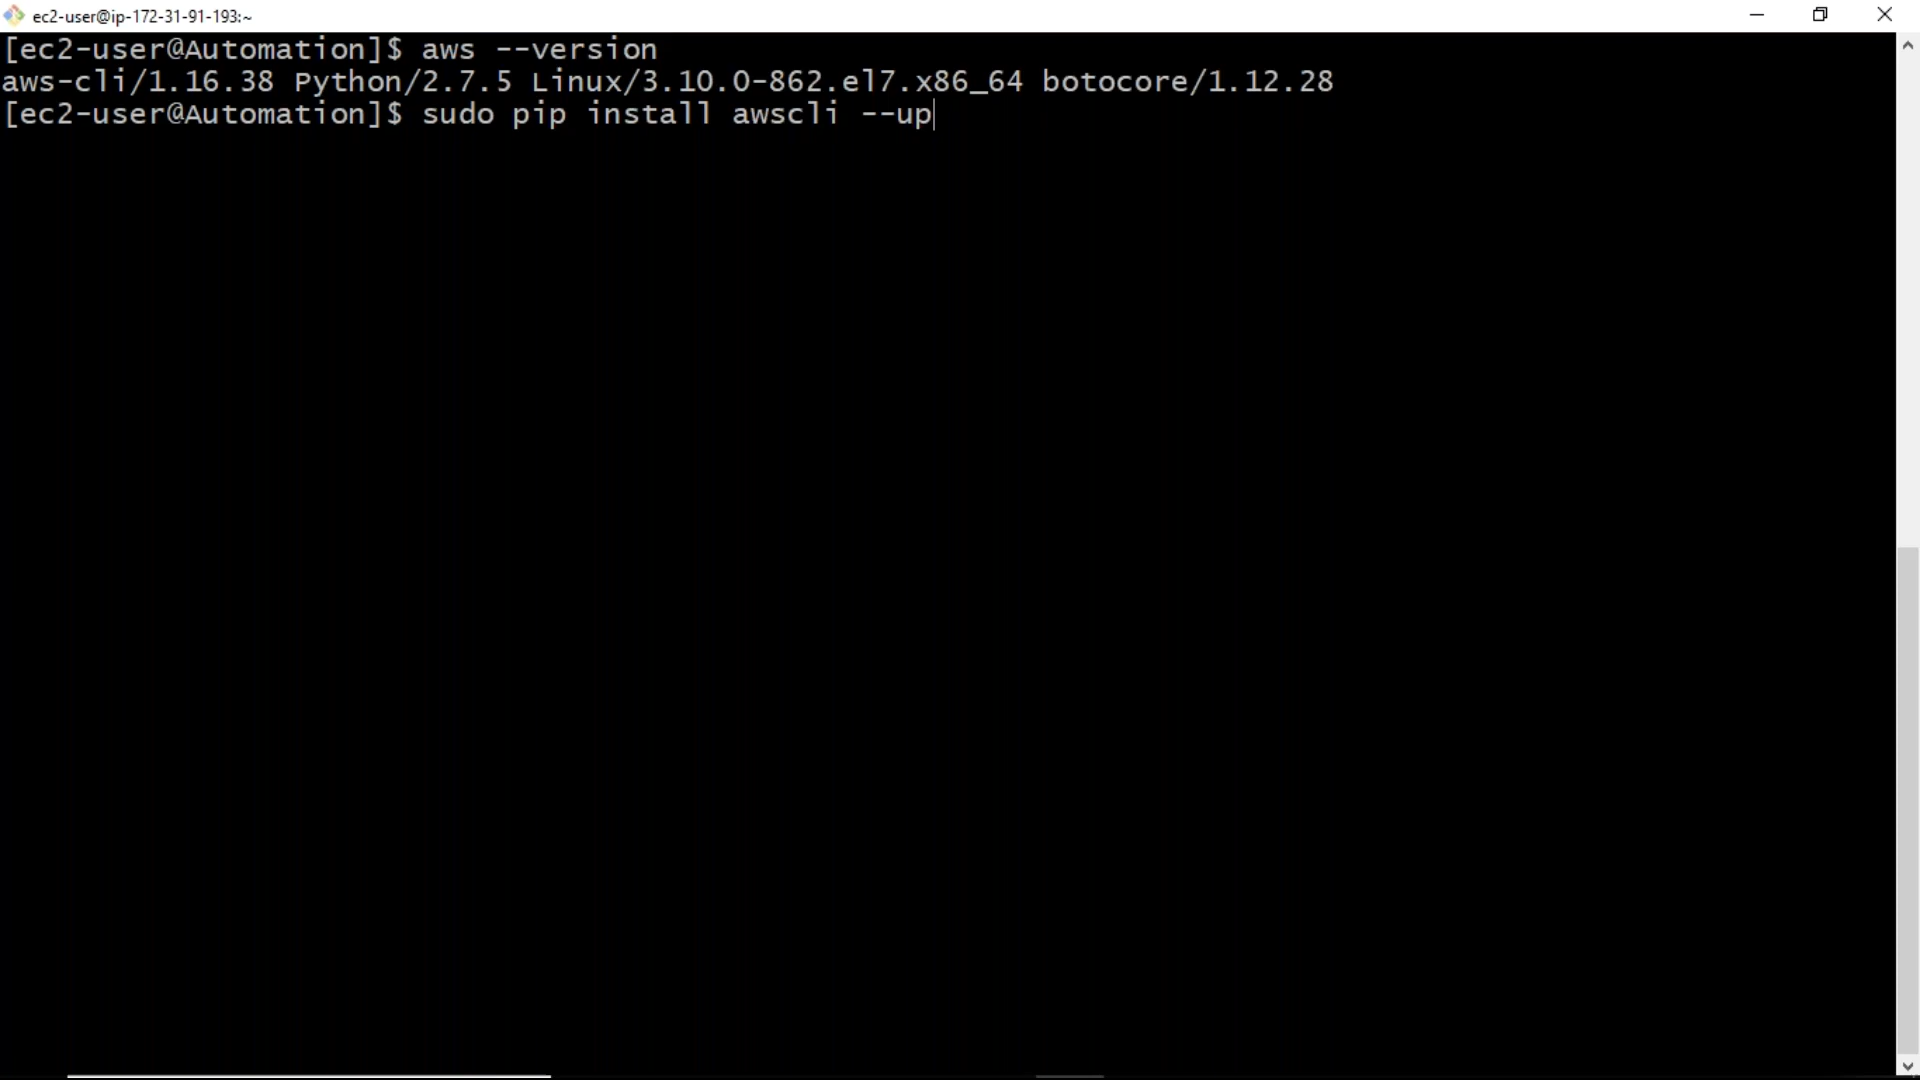 ec2-user@ip-172-31-91-193:~
[ec2-user@Automation]$ aws --version
aws-cli/1.16.38 Python/2.7.5 Linux/3.10.0-862.el7.x86_64 botocore/1.12.28
[ec2-user@Automation]$ sudo pip install awscli --up